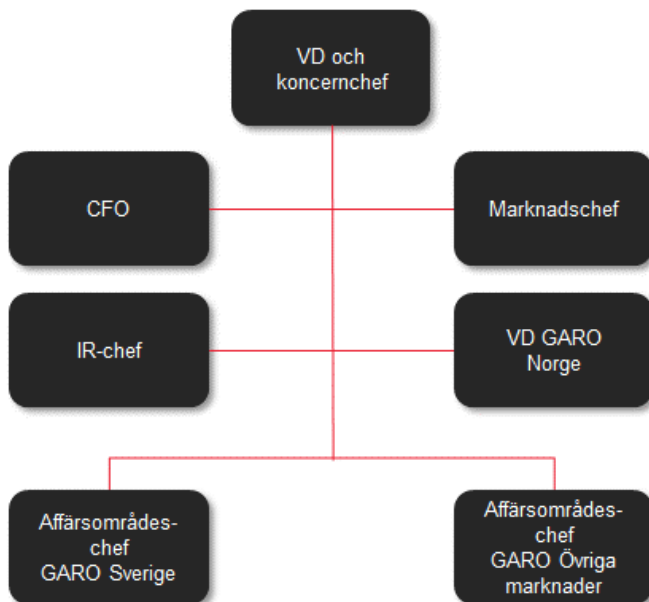 VD och
koncernchef
CFO
Marknadschef
IR-chef
VD GARO
Norge
Affärsområdes-
chef
GARO Sverige
Affärsområdes-
chef
GARO Övriga
marknader